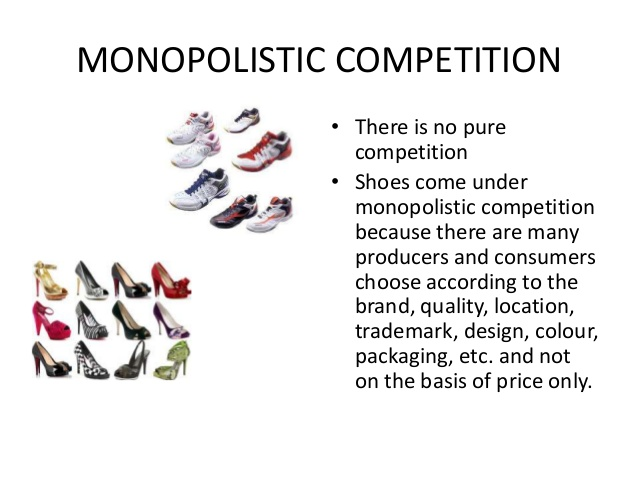 MONOPOLISTIC COMPETITION
• There is no pure
competition
• Shoes come under
monopolistic competition
because there are many
producers and consumers
choose according to the
brand, quality, location,
trademark, design, colour,
packaging, etc. and not
on the basis of price only.